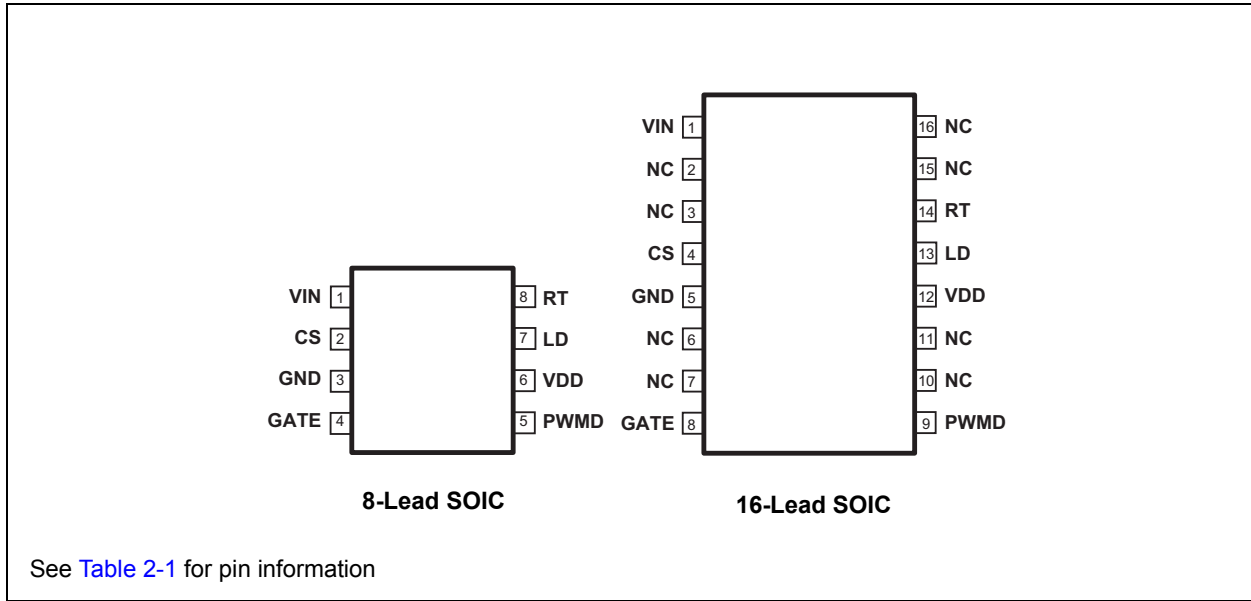 VIN 1
CS 2
GND 3
GATE 4
8 RT
7 LD
6 VDD
5 PWMD
8-Lead SOIC
VIN 1
NC 2
NC 3
CS 4
GND 5
NC 6
NC 7
GATE 8
16 NC
15 NC
14 RT
13 LD
12 VDD
11 NC
10 NC
9 PWMD
16-Lead SOIC
See Table 2-1 for pin information